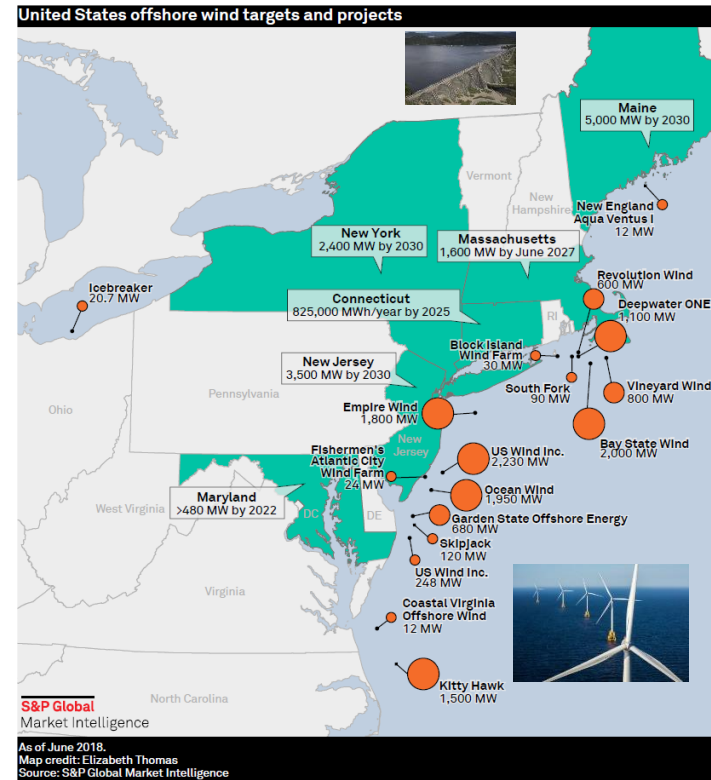 United States offshore wind targets and projects
Maine
5,000 MW by 2030
Vermont
New
Hampshire
New England
Aqua Ventus I
12 MW
New York
2,400 MW by 2030
Massachusetts
1,600 MW by June 2027
Revolution Wind
600 MW
Icebreaker
20.7 MW
Connecticut
825,000 MWh/year by 2025
Deepwater ONE
1,100 MW
RI
Block Island
Wind Farm
30 MW
New Jersey
3,500 MW by 2030
South Fork
90 MW
Vineyard Wind
800 MW
Pennsylvania
Ohio
Empire Wind
1,800 MW
Bay State Wind
2,000 MW
New
Jersey
Fishermen's
Atlantic City
Wind Farm
24 MW
US Wind Inc.
2,230 MW
Ocean Wind
1,950 MW
Maryland
>480 MW by 2022
West Virginia
DC
DE
Garden State Offshore Energy
680 MW
Skipjack
120 MW
US Wind Inc.
248 MW
Virginia
Coastal Virginia
Offshore Wind
12 MW
Kitty Hawk
1,500 MW
North Carolina
S&P Global
Market Intelligence
As of June 2018.
Map credit: Elizabeth Thomas
Source: S&P Global Market Intelligence